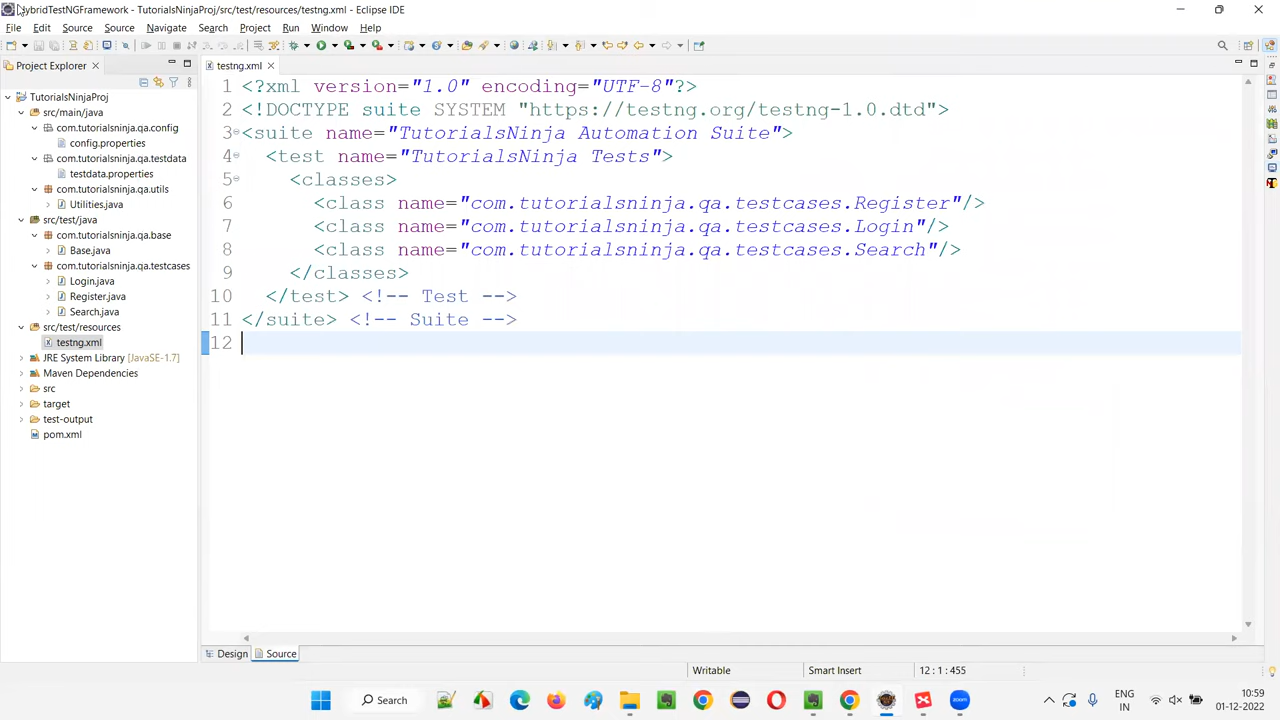 HybridTestNGFramework - TutorialsNinjaProj/src/test/resources/testng.xml - Eclipse IDE
File Edit Source Source Navigate Search Project Run Window Help
Project Explorer
TutorialsNinjaProj
src/main/java
com.tutorialsninja.qa.config
config.properties
com.tutorialsninja.qa.testdata
testdata.properties
com.tutorialsninja.qa.utils
Utilities.java
src/test/java
com.tutorialsninja.qa.base
Base.java
com.tutorialsninja.qa.testcases
Login.java
Register.java
Search.java
src/test/resources
testng.xml
JRE System Library [JavaSE-1.7]
Maven Dependencies
src
target
test-output
pom.xml
testng.xml
1 <?xml version="1.0" encoding="UTF-8"?>
2 <!DOCTYPE suite SYSTEM "https://testng.org/testng-1.0.dtd">
3 <suite name="TutorialsNinja Automation Suite">
4 <test name="TutorialsNinja Tests">
5 <classes>
6 <class name="com.tutorialsninja.qa.testcases.Register"/>
7 <class name="com.tutorialsninja.qa.testcases.Login"/>
8 <class name="com.tutorialsninja.qa.testcases.Search"/>
9 </classes>
10 </test> <!-- Test -->
11 </suite> <!-- Suite -->
12
Design Source
Writable Smart Insert 12 : 1 : 455
Search
ENG
IN
10:59
01-12-2022